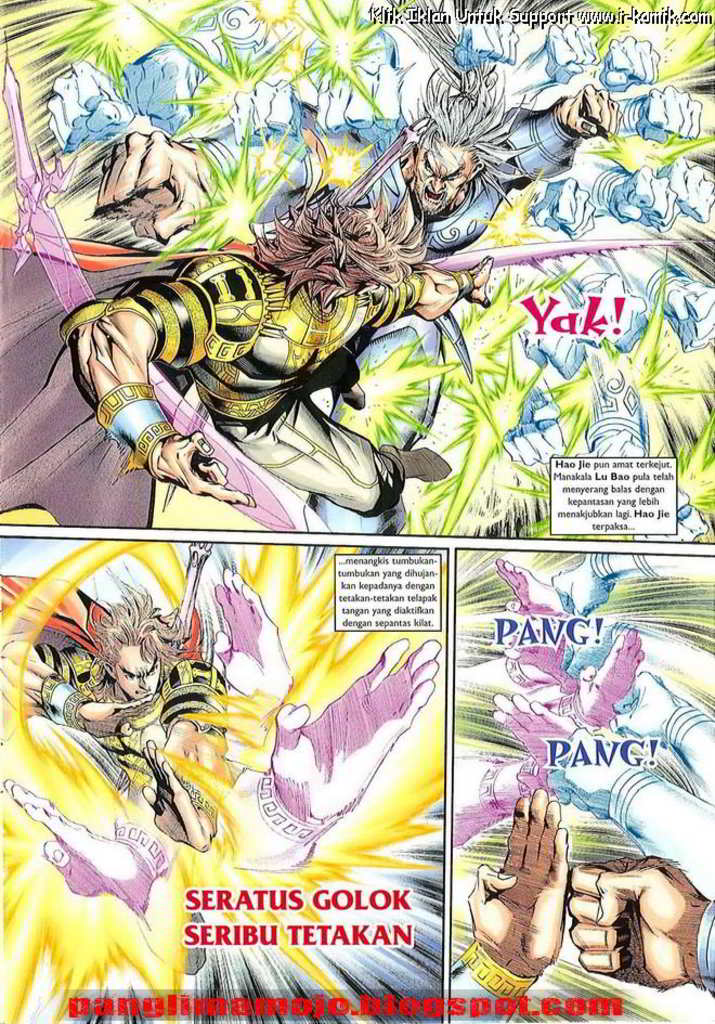 Klik Iklan Untuk Support www.i-komik.com
Yak!
Hao Jie pun amat terkejut.
Manakala Lu Bao pula telah
menyerang balas dengan
kepantasan yang lebih
menakjubkan lagi. Hao Jie
terpaksa...
...menangkis tumbukan-
tumbukan yang dihujan-
kan kepadanya dengan
tetakan-tetakan telapak
tangan yang diaktifkan
dengan sepantas kilat.
PANG!
PANG!
SERATUS GOLOK
SERIBU TETAKAN
panglimamojo.blogspot.com